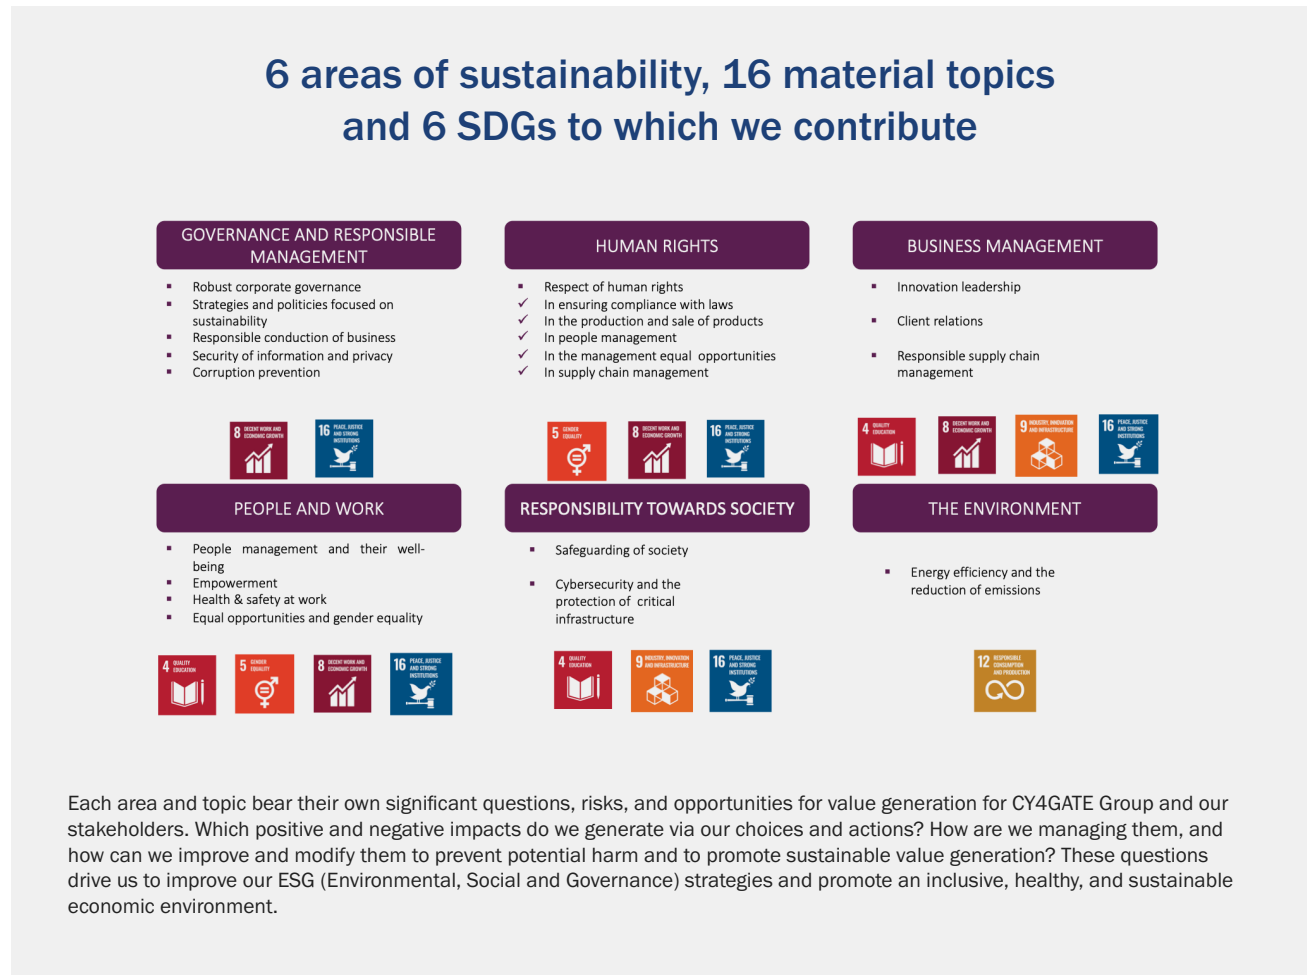 6 areas of sustainability, 16 material topics
and 6 SDGs to which we contribute
GOVERNANCE AND RESPONSIBLE
MANAGEMENT
▪ Robust corporate governance
▪ Strategies and politicies focused on
sustainability
▪ Responsible conduction of business
▪ Security of information and privacy
▪ Corruption prevention
8 DECENT WORK AND
ECONOMIC GROWTH
16 PEACE, JUSTICE
AND STRONG
INSTITUTIONS
HUMAN RIGHTS
▪ Respect of human rights
✓ In ensuring compliance with laws
✓ In the production and sale of products
✓ In people management
✓ In the management equal opportunities
✓ In supply chain management
5 GENDER
EQUALITY
8 DECENT WORK AND
ECONOMIC GROWTH
16 PEACE, JUSTICE
AND STRONG
INSTITUTIONS
BUSINESS MANAGEMENT
▪ Innovation leadership
▪ Client relations
▪ Responsible supply chain
management
4 QUALITY
EDUCATION
8 DECENT WORK AND
ECONOMIC GROWTH
9 INDUSTRY, INNOVATION
AND INFRASTRUCTURE
16 PEACE, JUSTICE
AND STRONG
INSTITUTIONS
PEOPLE AND WORK
▪ People management and their well-
being
▪ Empowerment
▪ Health & safety at work
▪ Equal opportunities and gender equality
4 QUALITY
EDUCATION
5 GENDER
EQUALITY
8 DECENT WORK AND
ECONOMIC GROWTH
16 PEACE, JUSTICE
AND STRONG
INSTITUTIONS
RESPONSIBILITY TOWARDS SOCIETY
▪ Safeguarding of society
▪ Cybersecurity and the
protection of critical
infrastructure
4 QUALITY
EDUCATION
9 INDUSTRY, INNOVATION
AND INFRASTRUCTURE
16 PEACE, JUSTICE
AND STRONG
INSTITUTIONS
THE ENVIRONMENT
▪ Energy efficiency and the
reduction of emissions
12 RESPONSIBLE
CONSUMPTION
AND PRODUCTION
Each area and topic bear their own significant questions, risks, and opportunities for value generation for CY4GATE Group and our
stakeholders. Which positive and negative impacts do we generate via our choices and actions? How are we managing them, and
how can we improve and modify them to prevent potential harm and to promote sustainable value generation? These questions
drive us to improve our ESG (Environmental, Social and Governance) strategies and promote an inclusive, healthy, and sustainable
economic environment.